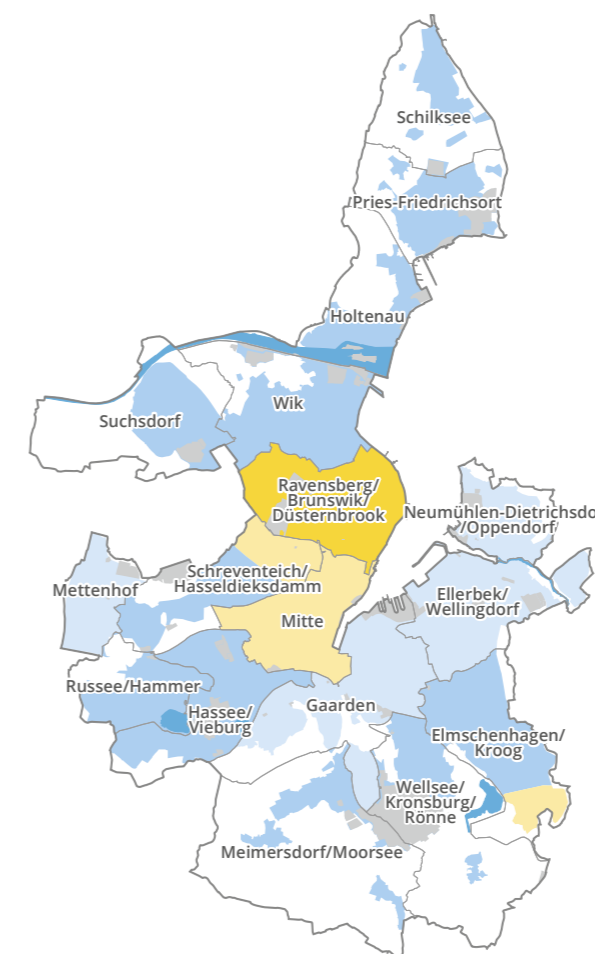 Schilksee
Pries-Friedrichsort
Holtenau
Wik
Suchsdorf
Ravensberg/
Brunswik/
Düsternbrook
Neumühlen-Dietrichsdo
/Oppendorf
Schreventeich/
Hasseldieksdamm
Mettenhof
Ellerbek/
Wellingdorf
Mitte
Russee/Hammer
Hassee/
Vieburg
Gaarden
Elmschenhagen/
Kroog
Wellsee/
Kronsburg/
Rönne
Meimersdorf/Moorsee